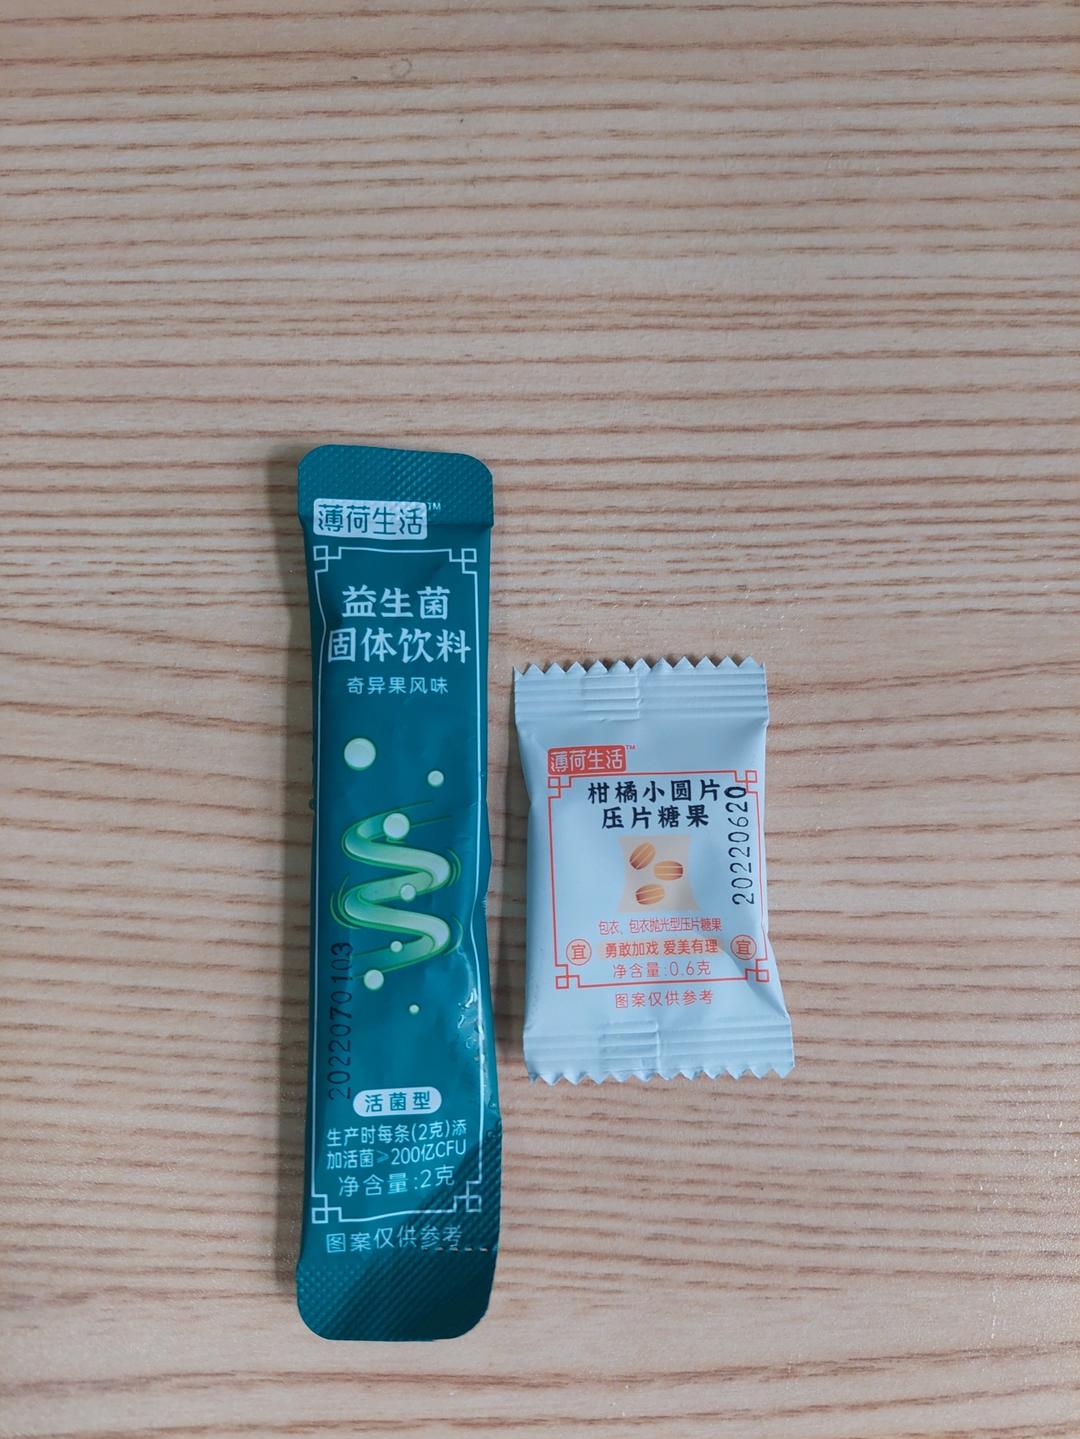 薄荷生活™
益生菌
固体饮料
奇异果风味
2022070103
活菌型
生产时每条(2克)添
加活菌≥200亿CFU
净含量:2克
图案仅供参考
薄荷生活™
柑橘小圆片
压片糖果
20220620
包衣、包衣抛光型压片糖果
宜 勇敢加戏 爱美有理 宜
净含量:0.6克
图案仅供参考